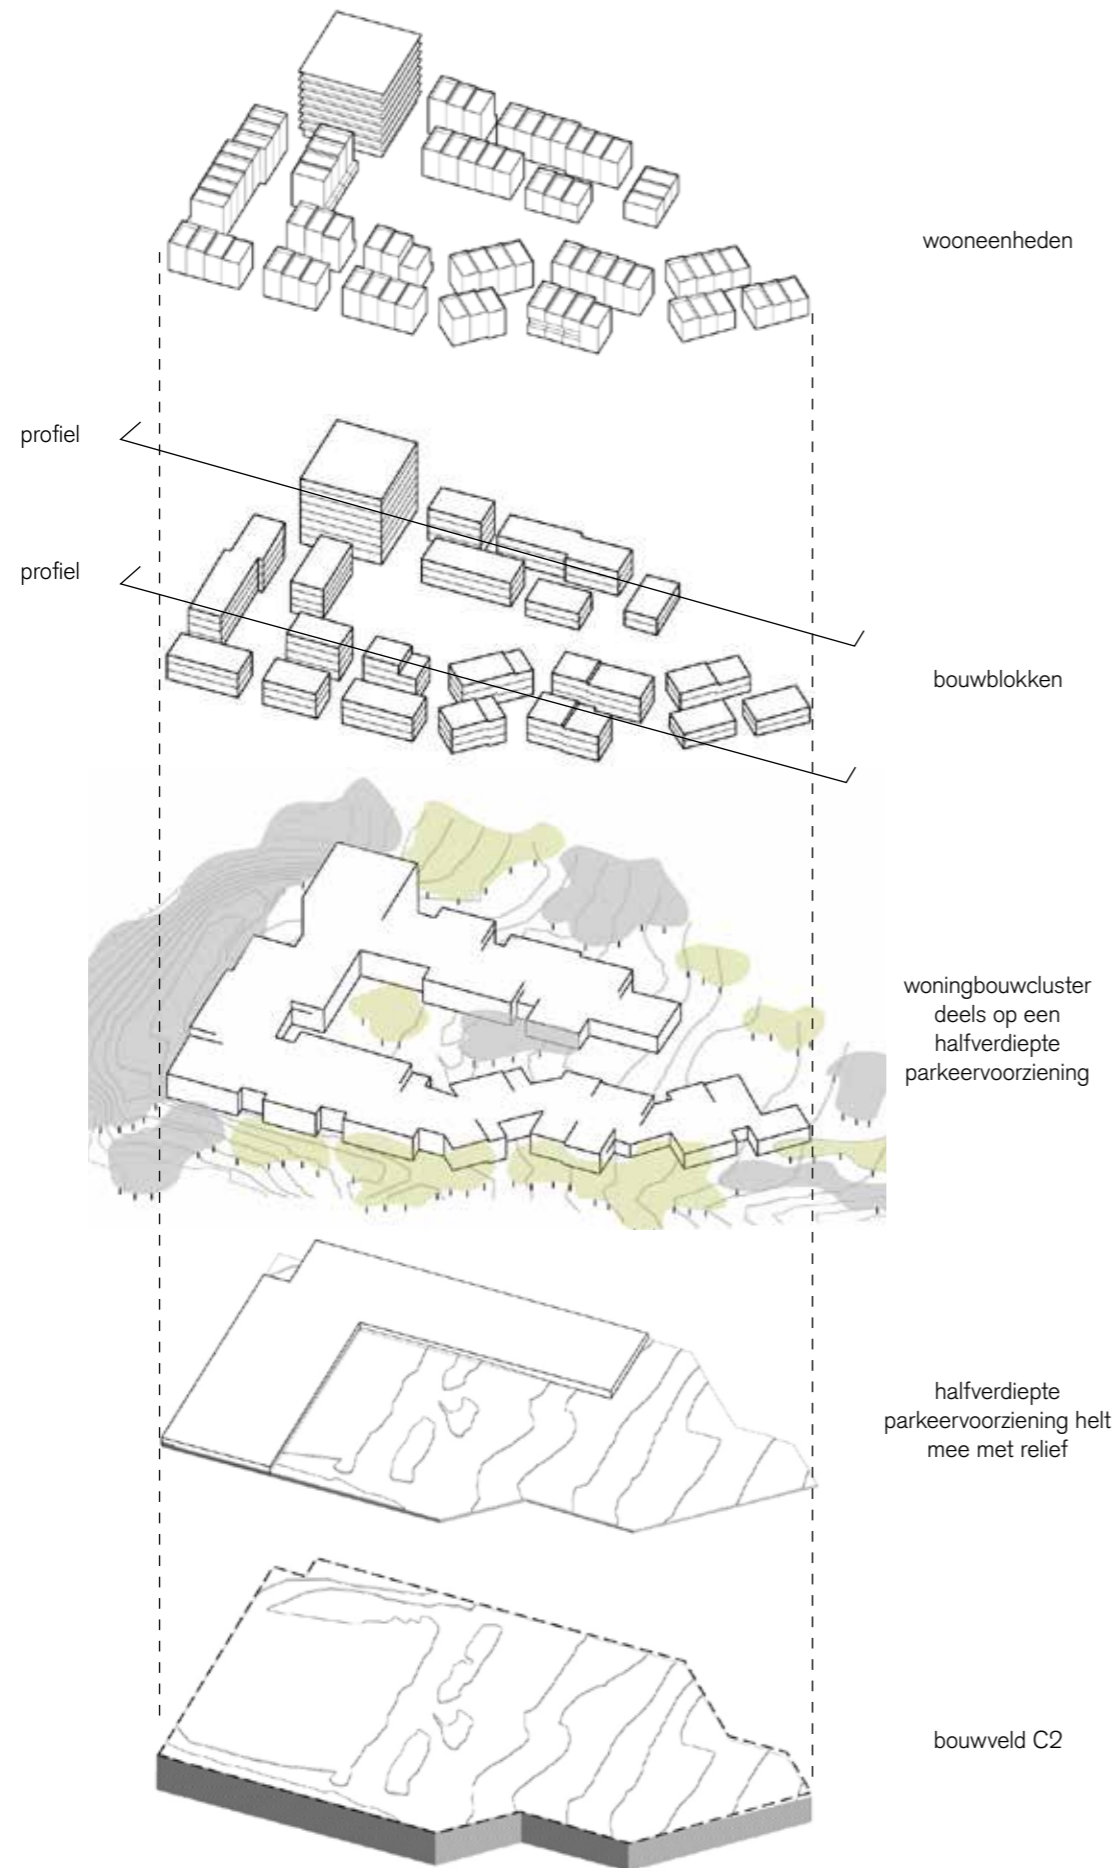 wooneenheden
profiel
profiel
bouwblokken
woningbouwcluster
deels op een
halfverdiepte
parkeervoorziening
halfverdiepte
parkeervoorziening helt
mee met relief
bouwveld C2